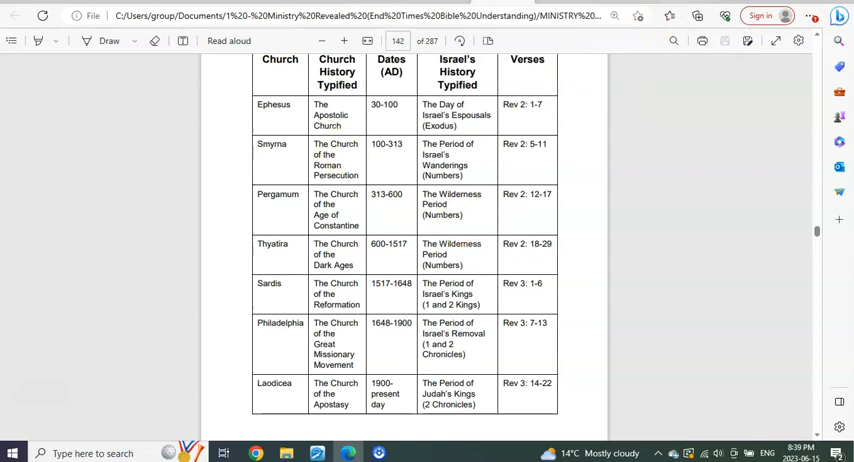 File
C:/Users/group/Documents/1%20-%20Ministry%20Revealed(End%20Times%20Bible%20Understanding)/MINISTRY%20...
Sign in
Draw
Read aloud
142
of 287
Church
Church
History
Typified
Dates
(AD)
Israel's
History
Typified
Verses
Ephesus
The
Apostolic
Church
30-100
The Day of
Israel's Espousals
(Exodus)
Rev 2: 1-7
Smyrna
The Church
of the
Roman
Persecution
100-313
The Period of
Israel's
Wanderings
(Numbers)
Rev 2: 5-11
Pergamum
The Church
of the
Age of
Constantine
313-600
The Wilderness
Period
(Numbers)
Rev 2: 12-17
Thyatira
The Church
of the
Dark Ages
600-1517
The Wilderness
Period
(Numbers)
Rev 2: 18-29
Sardis
The Church
of the
Reformation
1517-1648
The Period of
Israel's Kings
(1 and 2 Kings)
Rev 3: 1-6
Philadelphia
The Church
of the
Great
Missionary
Movement
1648-1900
The Period of
Israel's Removal
(1 and 2
Chronicles)
Rev 3: 7-13
Laodicea
The Church
of the
Apostasy
1900-
present
day
The Period of
Judah's Kings
(2 Chronicles)
Rev 3: 14-22
Type here to search
14°C Mostly cloudy
ENG
8:39 PM
2023-06-15
2